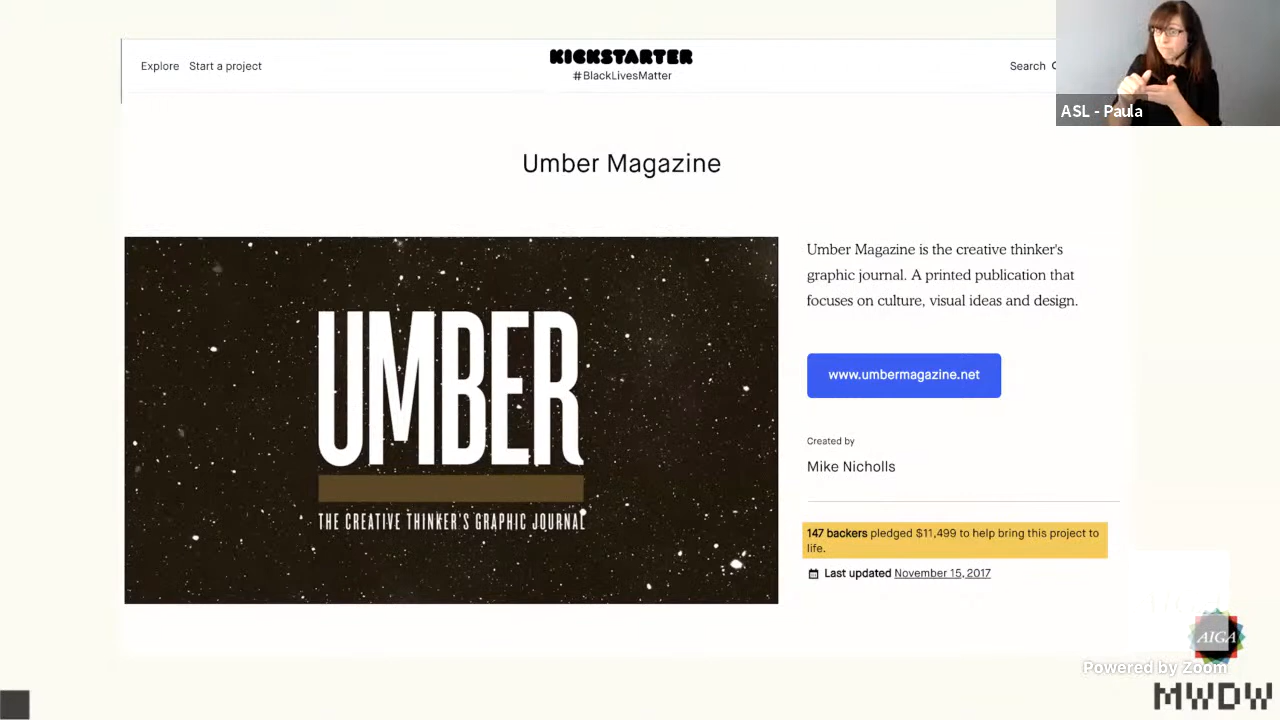 Explore Start a project
KICKSTARTER
#BlackLivesMatter
Search
ASL - Paula
Umber Magazine
UMBER
THE CREATIVE THINKER'S GRAPHIC JOURNAL
Umber Magazine is the creative thinker's
graphic journal. A printed publication that
focuses on culture, visual ideas and design.
www.umbermagazine.net
Created by
Mike Nicholls
147 backers pledged $11,499 to help bring this project to
life.
Last updated November 15, 2017
AIGA
Powered by Zoom
MWDW